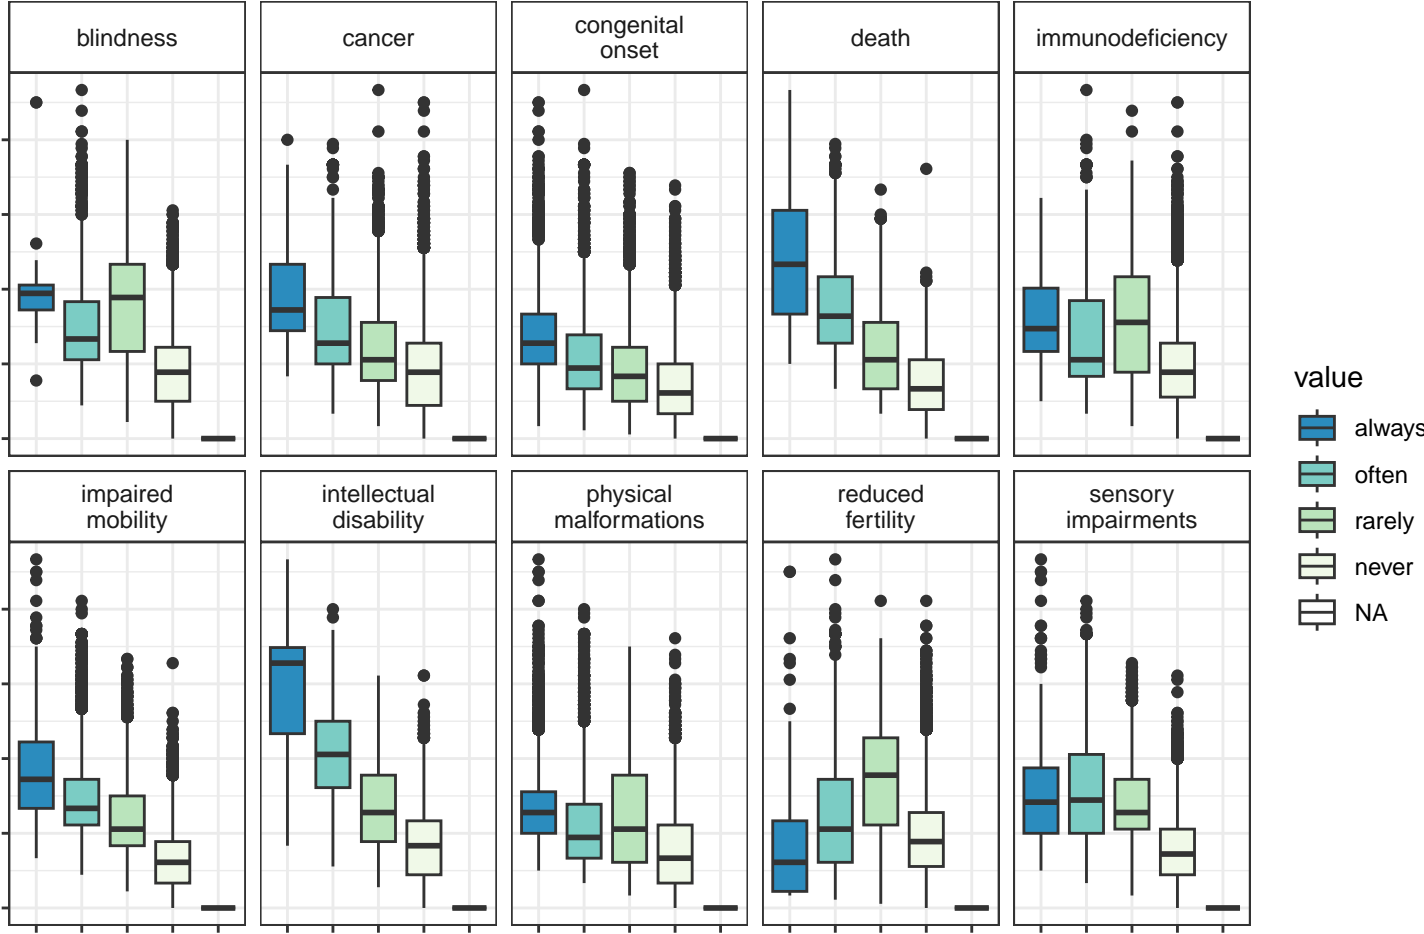 blindness
cancer
congenital
onset
death
immunodeficiency
impaired
mobility
intellectual
disability
physical
malformations
reduced
fertility
sensory
impairments
value
always
often
rarely
never
NA